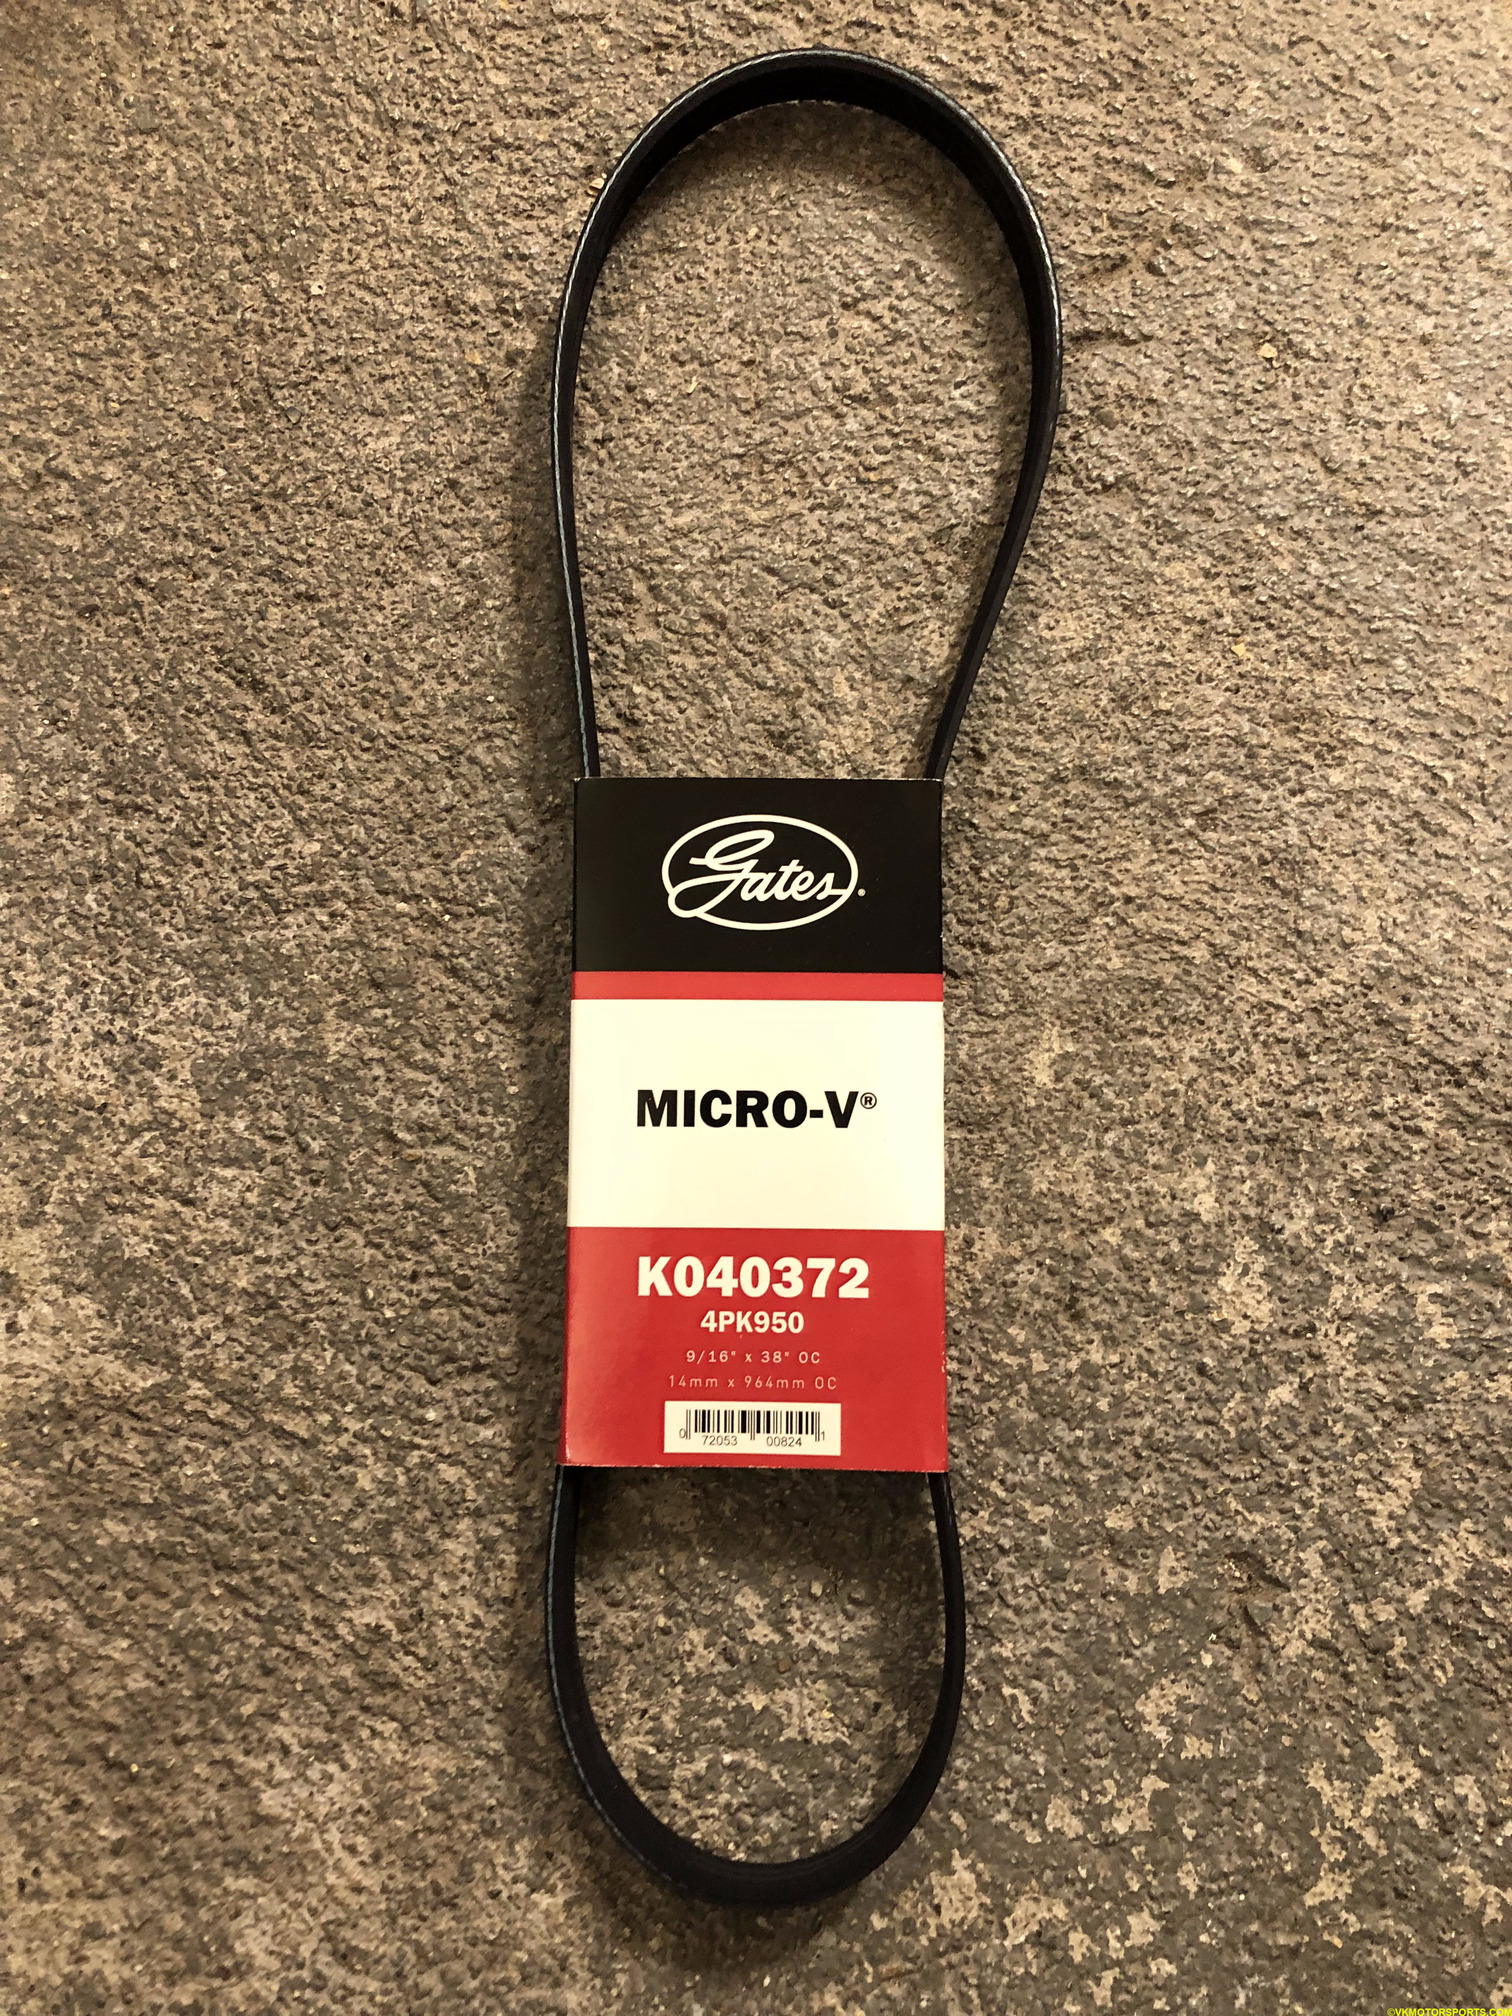 Gates®
MICRO-V®
K040372
4PK950
9/16" x 38" OC
14mm x 964mm OC
0 72053 00824 1
©VKMOTORSPORTS.COM